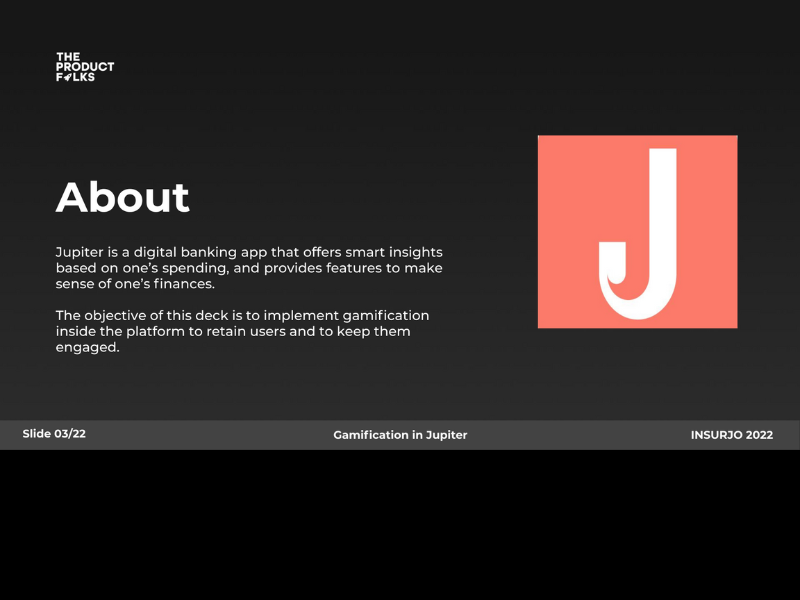 THE
PRODUCT
FOLKS
About
Jupiter is a digital banking app that offers smart insights
based on one's spending, and provides features to make
sense of one's finances.
The objective of this deck is to implement gamification
inside the platform to retain users and to keep them
engaged.
J
Slide 03/22
Gamification in Jupiter
INSURJO 2022